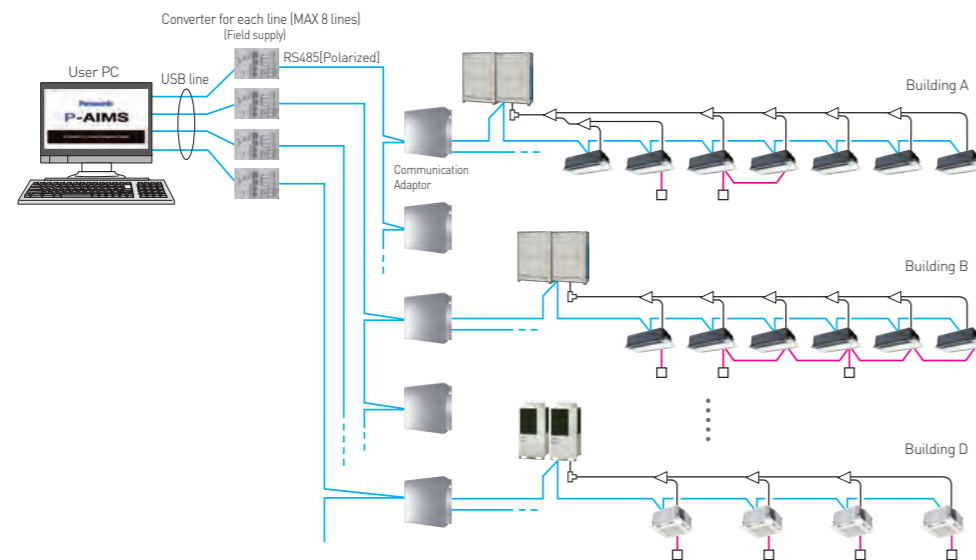 Converter for each line (MAX 8 lines)
(Field supply)
RS485[Polarized]
User PC
USB line
Panasonic
P-AIMS
Building A
Communication
Adaptor
Building B
Building D